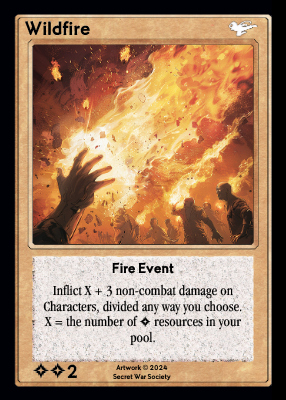 Wildfire
Fire Event
Inflict X + 3 non-combat damage on
Characters, divided any way you choose.
X = the number of resources in your
pool.
2
Artwork © 2024
Secret War Society